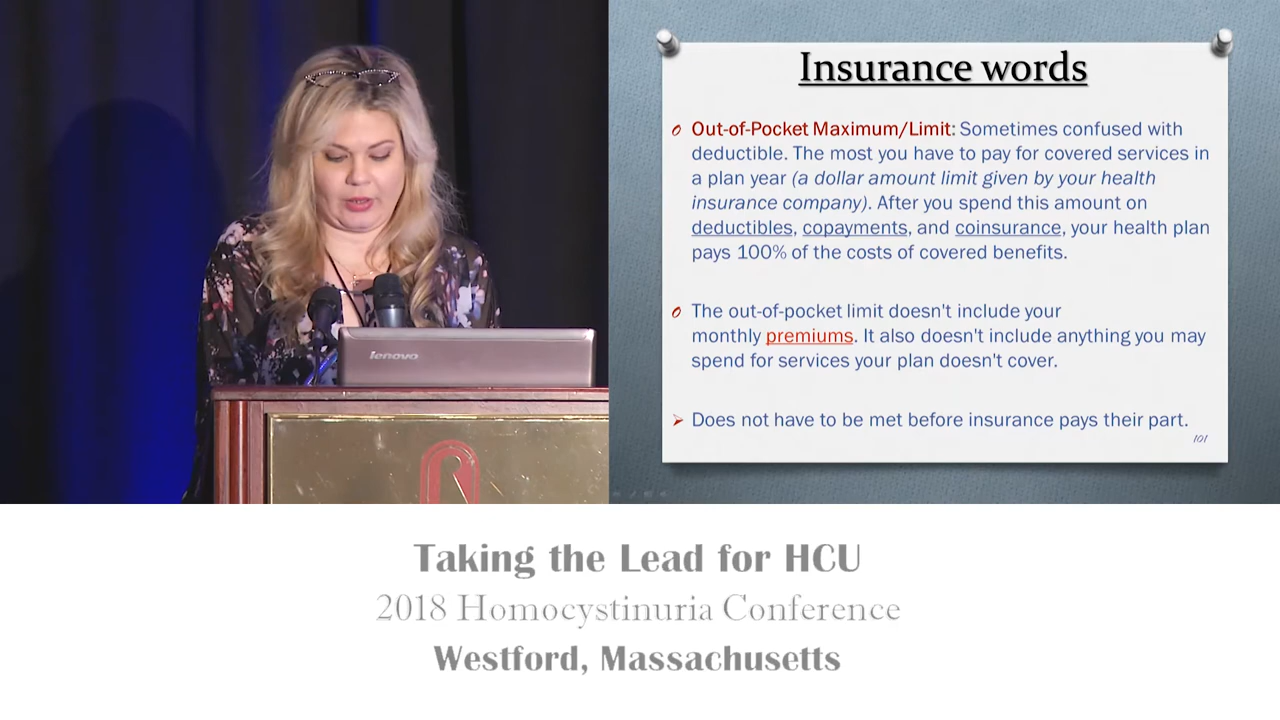 Insurance words
Out-of-Pocket Maximum/Limit: Sometimes confused with
deductible. The most you have to pay for covered services in
a plan year (a dollar amount limit given by your health
insurance company). After you spend this amount on
deductibles, copayments, and coinsurance, your health plan
pays 100% of the costs of covered benefits.
The out-of-pocket limit doesn't include your
monthly premiums. It also doesn't include anything you may
spend for services your plan doesn't cover.
Does not have to be met before insurance pays their part.
101
lenovo
R
Taking the Lead for HCU
2018 Homocystinuria Conference
Westford, Massachusetts